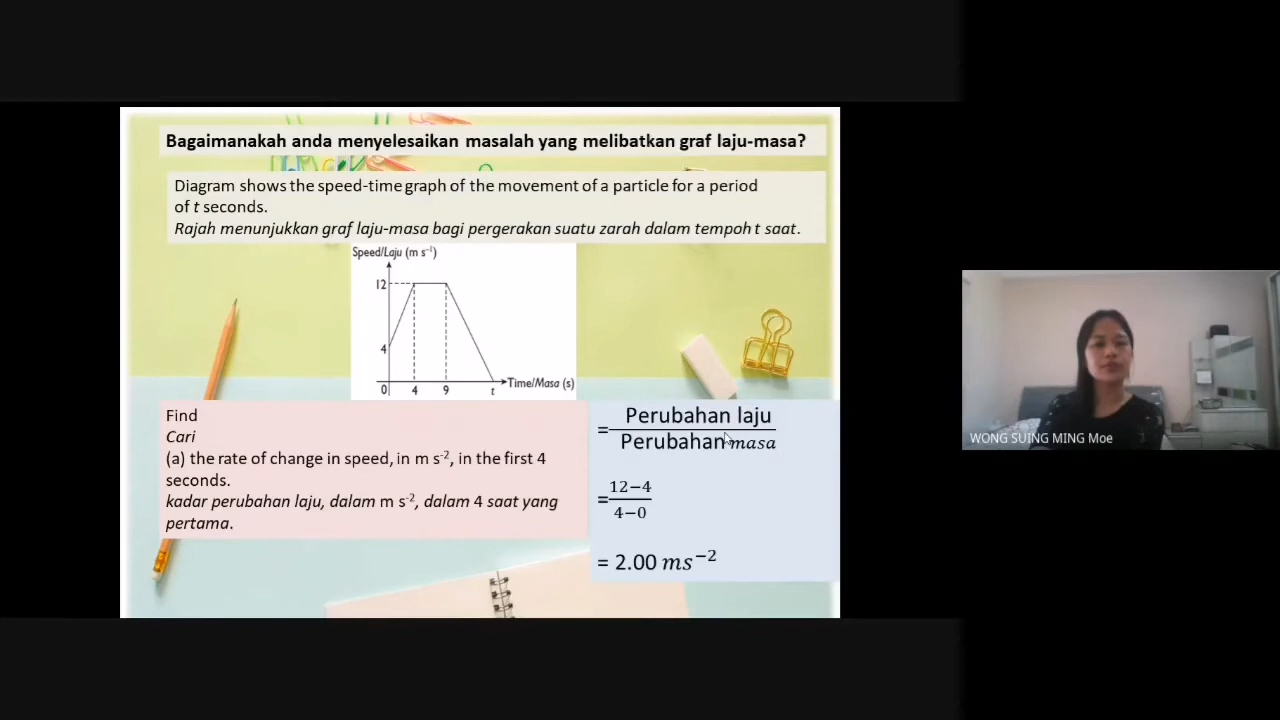 Bagaimanakah anda menyelesaikan masalah yang melibatkan graf laju-masa?
Diagram shows the speed-time graph of the movement of a particle for a period
of t seconds.
Rajah menunjukkan graf laju-masa bagi pergerakan suatu zarah dalam tempoh t saat.
Speed/Laju (m s⁻¹)
12
4
0 4 9 t Time/Masa (s)
Find
Cari
(a) the rate of change in speed, in m s⁻², in the first 4
seconds.
kadar perubahan laju, dalam m s⁻², dalam 4 saat yang
pertama.
Perubahan laju
=
Perubahan masa
12−4
=
4−0
= 2.00 ms⁻²
WONG SUING MING Moe